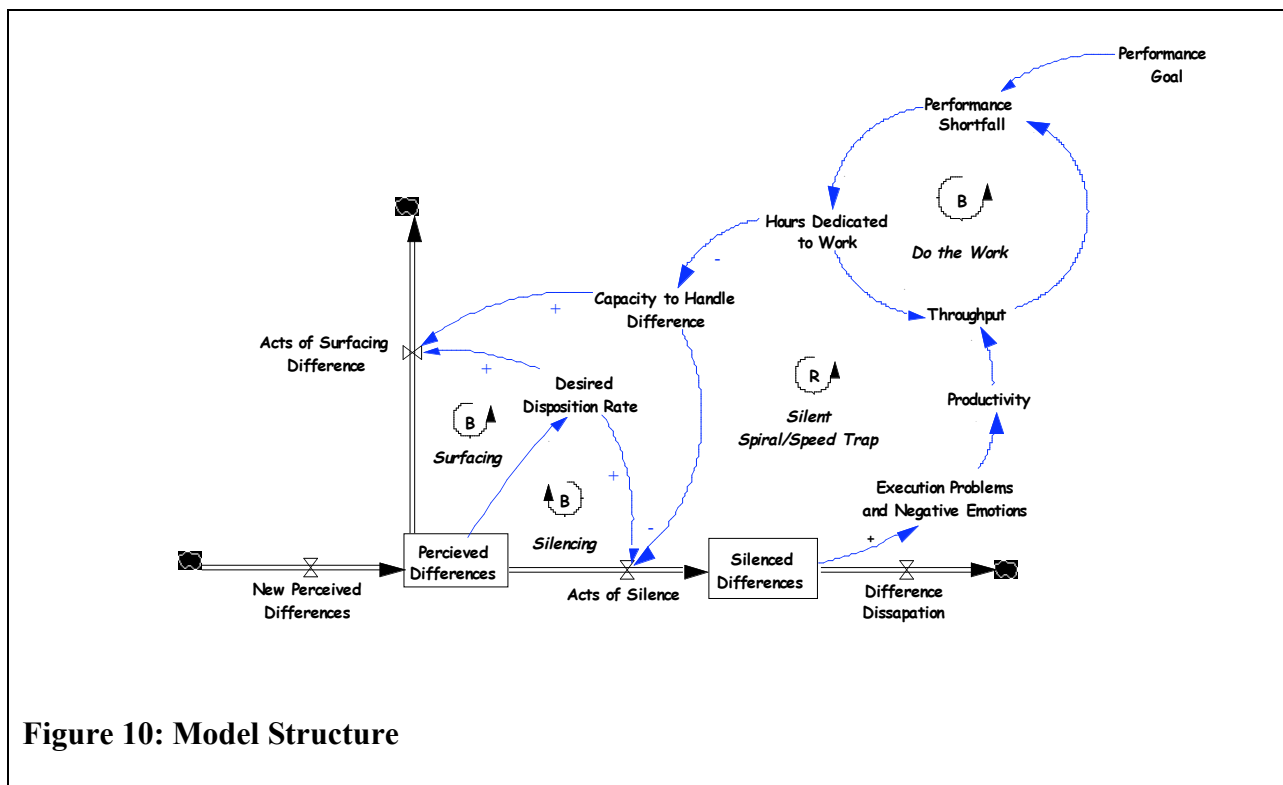 Performance
Goal
Performance
Shortfall
B
Do the Work
Hours Dedicated
to Work
-
Capacity to Handle
Difference
+
Throughput
Acts of Surfacing
Difference
+
Desired
Disposition Rate
R
Silent
Spiral/Speed Trap
Productivity
B
Surfacing
+
B
Silencing
-
Execution Problems
and Negative Emotions
+
Percieved
Differences
Silenced
Differences
New Perceived
Differences
Acts of Silence
Difference
Dissapation
Figure 10: Model Structure